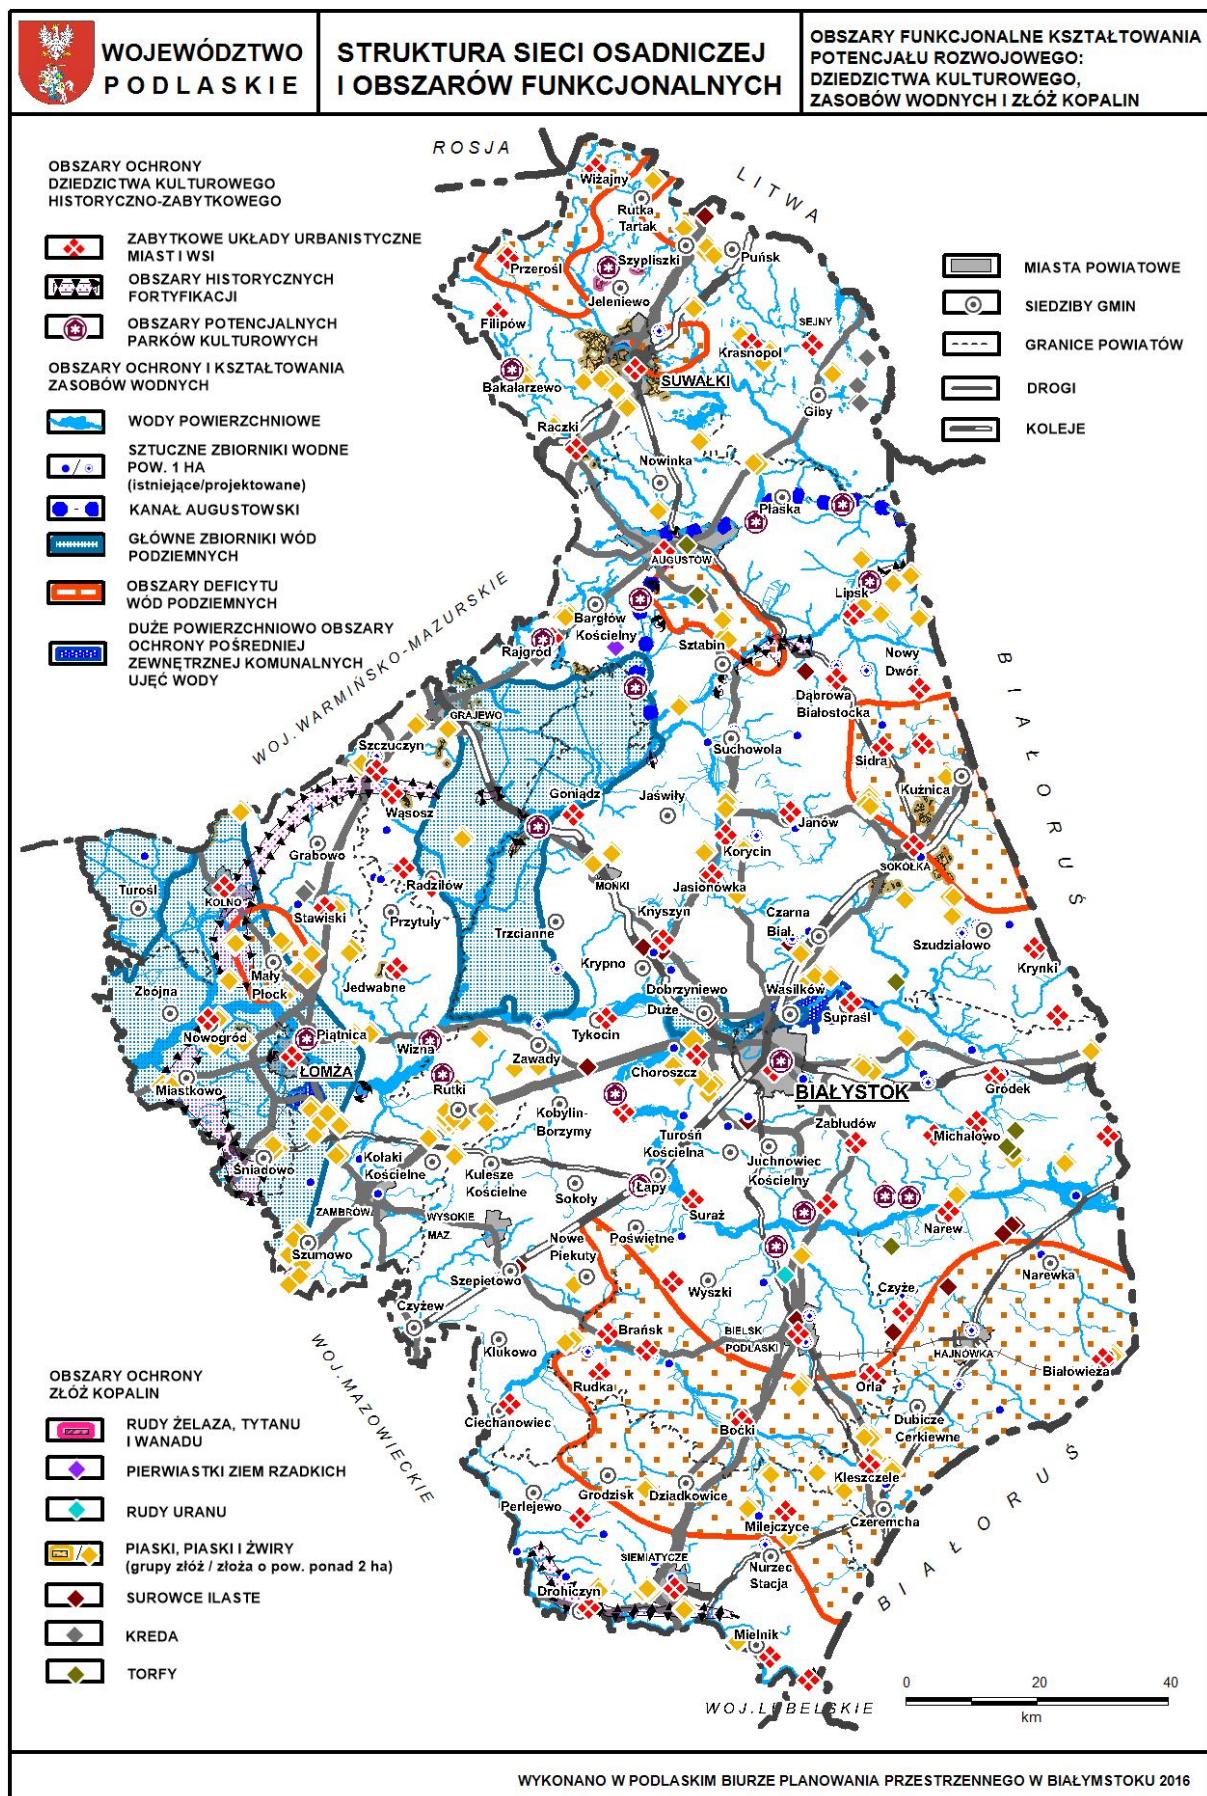 WOJEWÓDZTWO
PODLASKIE
STRUKTURA SIECI OSADNICZEJ
I OBSZARÓW FUNKCJONALNYCH
OBSZARY FUNKCJONALNE KSZTAŁTOWANIA
POTENCJAŁU ROZWOJOWEGO:
DZIEDZICTWA KULTUROWEGO,
ZASOBÓW WODNYCH I ZŁÓŻ KOPALIN
OBSZARY OCHRONY
DZIEDZICTWA KULTUROWEGO
HISTORYCZNO-ZABYTKOWEGO
ZABYTKOWE UKŁADY URBANISTYCZNE
MIAST I WSI
OBSZARY HISTORYCZNYCH
FORTYFIKACJI
OBSZARY POTENCJALNYCH
PARKÓW KULTUROWYCH
OBSZARY OCHRONY I KSZTAŁTOWANIA
ZASOBÓW WODNYCH
WODY POWIERZCHNIOWE
SZTUCZNE ZBIORNIKI WODNE
POW. 1 HA
(istniejące/projektowane)
KANAŁ AUGUSTOWSKI
GŁÓWNE ZBIORNIKI WÓD
PODZIEMNYCH
OBSZARY DEFICYTU
WÓD PODZIEMNYCH
DUŻE POWIERZCHNIOWO OBSZARY
OCHRONY POŚREDNIEJ
ZEWNĘTRZNEJ KOMUNALNYCH
UJĘĆ WODY
MIASTA POWIATOWE
SIEDZIBY GMIN
GRANICE POWIATÓW
DROGI
KOLEJE
ROSJA
LITWA
Wiżajny
Rutka
Tartak
Puńsk
Przerośl
Szypliszki
Jeleniewo
Filipów
SEJNY
Krasnopol
SUWAŁKI
Bakałarzewo
Giby
Raczki
Nowinka
Płaska
AUGUSTÓW
Lipsk
WOJ. WARMIŃSKO-MAZURSKIE
Bargłów
Kościelny
Rajgród
Sztabin
Nowy
Dwór
BIAŁORUŚ
Dąbrowa
Białostocka
GRAJEWO
Szczuczyn
Suchowola
Sidra
Kuźnica
Wąsosz
Goniądz
Jaświły
Janów
Korycin
Grabowo
SOKÓŁKA
Turośl
KOLNO
Radziłów
MOŃKI
Jasionówka
Stawiski
Przytuły
Trzcianne
Knyszyn
Czarna
Biał.
Szudziałowo
Krynki
Mały
Płock
Jedwabne
Krypno
Zbójna
Dobrzyniewo
Duże
Wasilków
Supraśl
Nowogród
Piątnica
Wizna
Tykocin
Zawady
ŁOMŻA
Choroszcz
Miastkowo
Rutki
BIAŁYSTOK
Gródek
Kobylin-
Borzymy
Turośń
Kościelna
Zabłudów
Michałowo
Juchnowiec
Kościelny
Śniadowo
Kołaki
Kościelne
Kulesze
Kościelne
Sokoły
Łapy
Suraż
Narew
ZAMBRÓW
WYSOKIE
MAZ.
Szumowo
Nowe
Piekuty
Poświętne
Szepietowo
Wyszki
Narewka
Czyże
Czyżew
Brańsk
BIELSK
PODLASKI
HAJNÓWKA
Klukowo
Białowieża
Orla
Rudka
WOJ. MAZOWIECKIE
Ciechanowiec
Boćki
Dubicze
Cerkiewne
Kleszczele
Perlejewo
Grodzisk
Dziadkowice
Milejczyce
Czeremcha
BIAŁORUŚ
SIEMIATYCZE
Nurzec
Stacja
Drohiczyn
Mielnik
WOJ. LUBELSKIE
OBSZARY OCHRONY
ZŁÓŻ KOPALIN
RUDY ŻELAZA, TYTANU
I WANADU
PIERWIASTKI ZIEM RZADKICH
RUDY URANU
PIASKI, PIASKI I ŻWIRY
(grupy złóż / złoża o pow. ponad 2 ha)
SUROWCE ILASTE
KREDA
TORFY
0 20 40
km
WYKONANO W PODLASKIM BIURZE PLANOWANIA PRZESTRZENNEGO W BIAŁYMSTOKU 2016